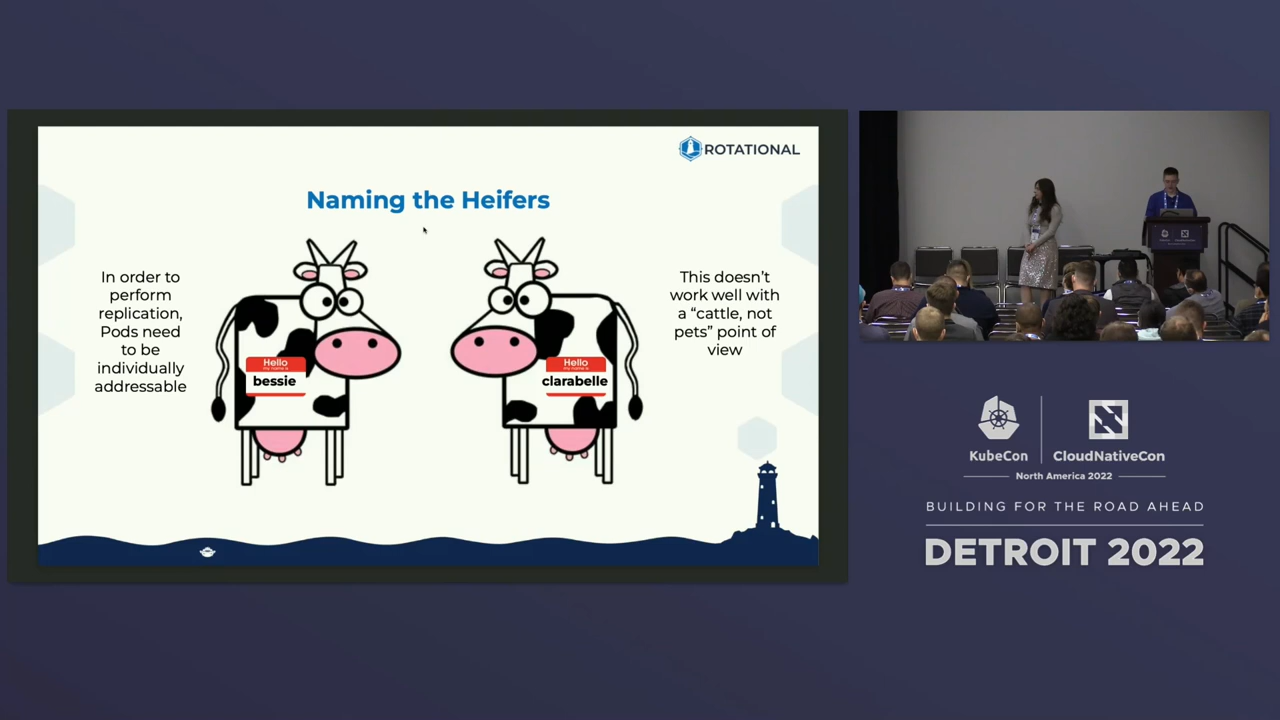 ROTATIONAL
Naming the Heifers
In order to
perform
replication,
Pods need
to be
individually
addressable
Hello
my name is
bessie
Hello
my name is
clarabelle
This doesn’t
work well with
a “cattle, not
pets” point of
view
KubeCon
CloudNativeCon
North America 2022
BUILDING FOR THE ROAD AHEAD
DETROIT 2022